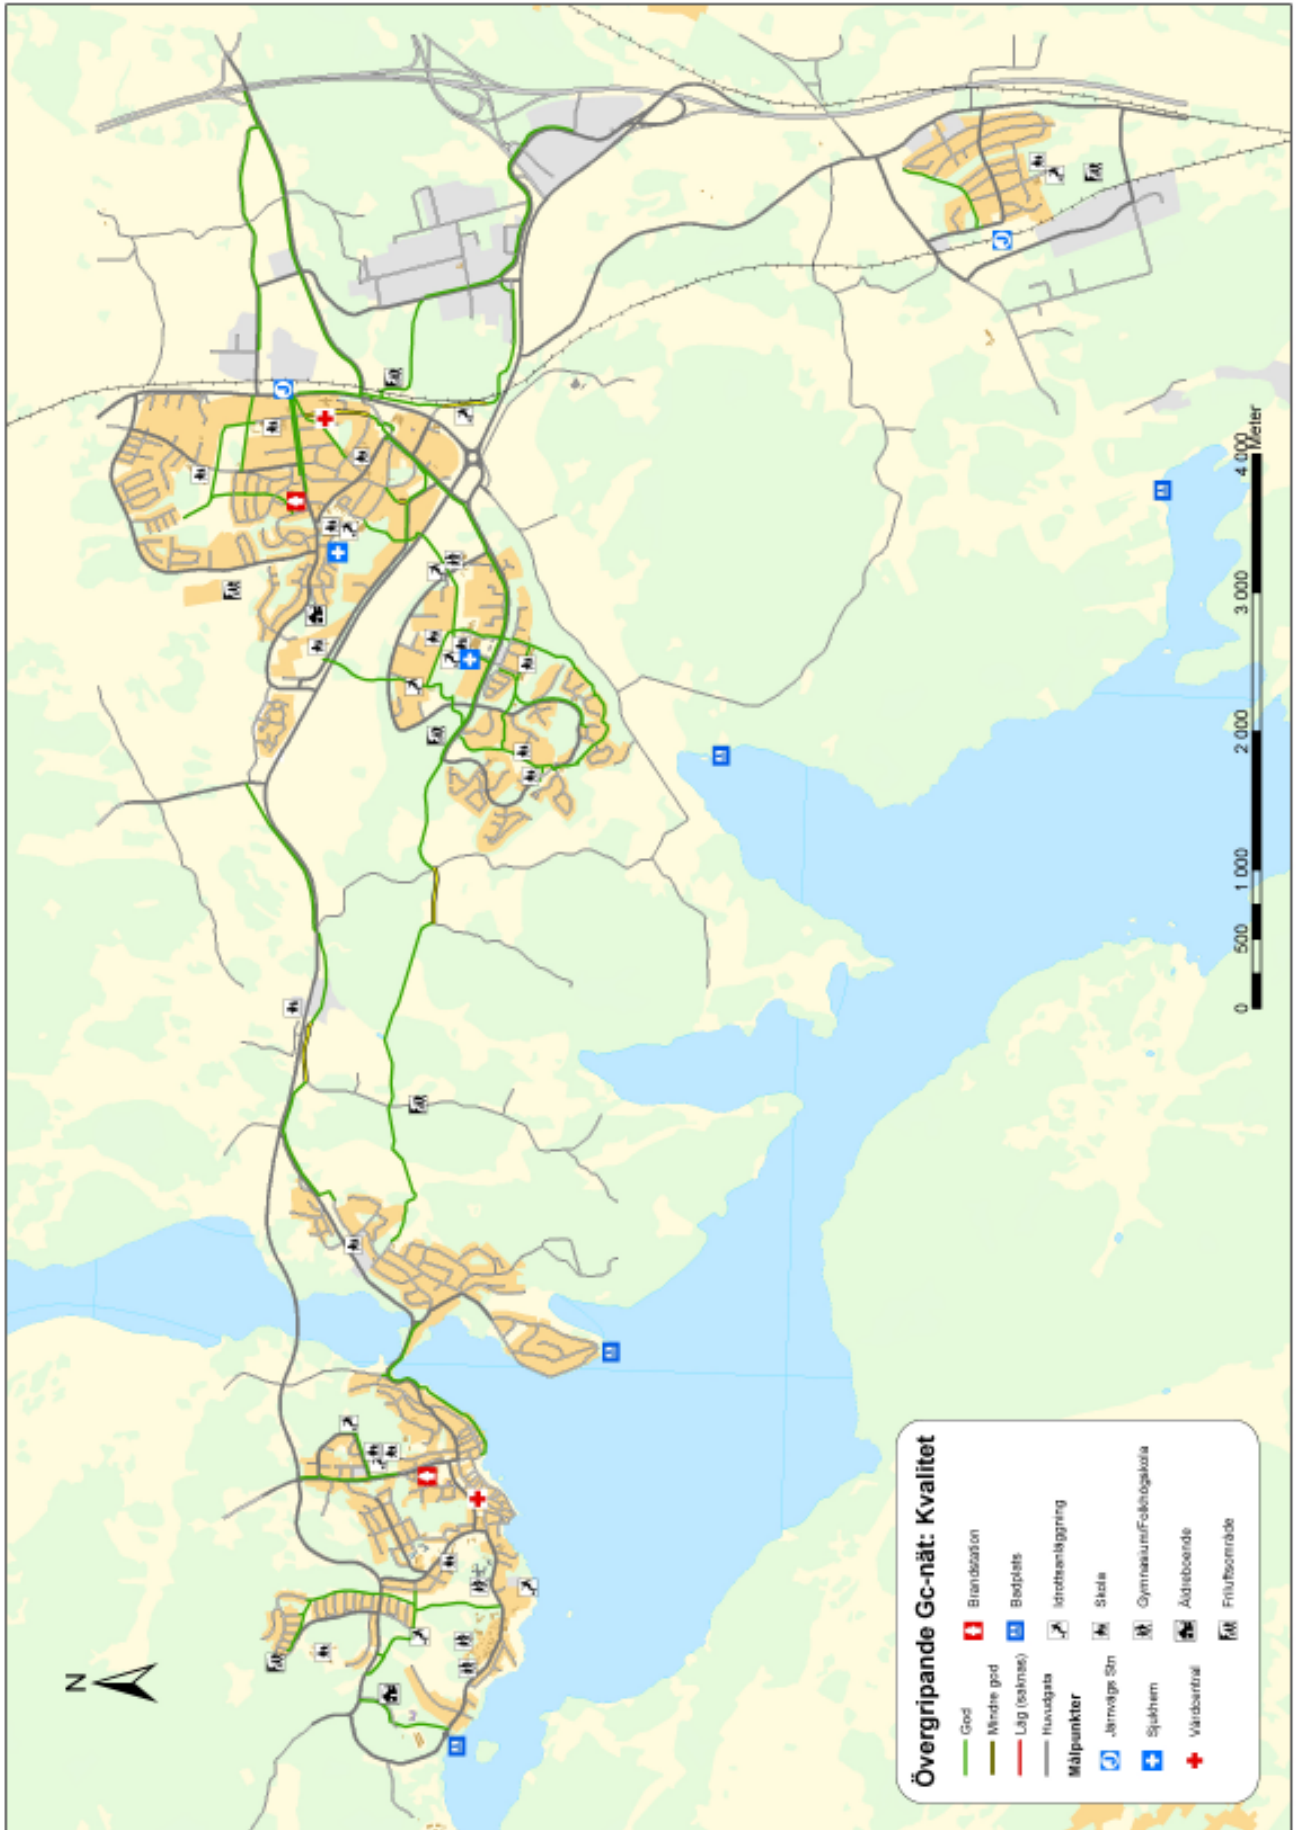 N
Övergripande Gc-nät: Kvalitet
God
Mindre god
Låg (saknas)
Huvudgata
Målpunkter
Järnvägs Stn
Sjukhem
Vårdcentral
Brandstation
Badplats
Idrottsanläggning
Skola
Gymnasium/Folkhögskola
Äldreboende
Friluftsområde
0 500 1 000 2 000 3 000 4 000
Meter